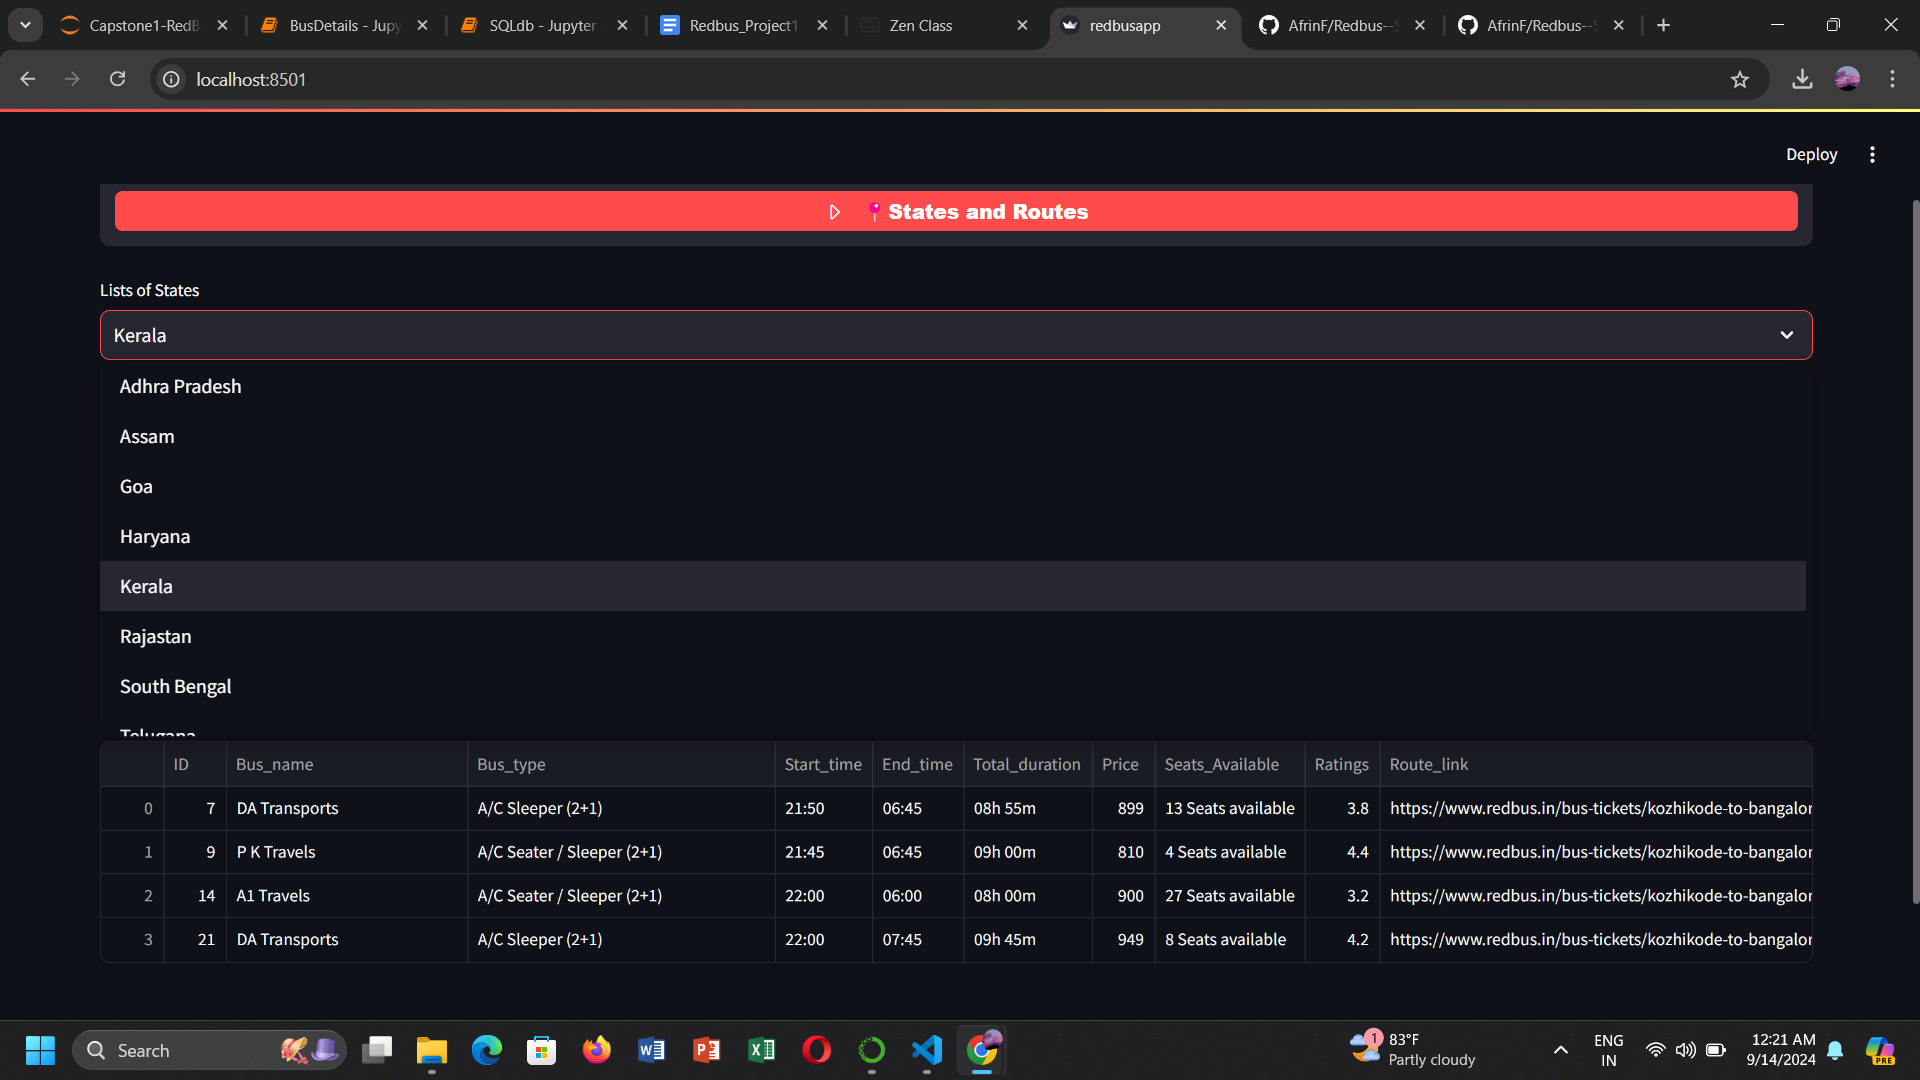 Capstone1-RedB
BusDetails - Jupy
SQLdb - Jupyter
Redbus_Project1
Zen Class
redbusapp
AfrinF/Redbus--S
AfrinF/Redbus--S
localhost:8501
Deploy
States and Routes
Lists of States
Kerala
Adhra Pradesh
Assam
Goa
Haryana
Kerala
Rajastan
South Bengal
Telugana
ID Bus_name Bus_type Start_time End_time Total_duration Price Seats_Available Ratings Route_link
0 7 DA Transports A/C Sleeper (2+1) 21:50 06:45 08h 55m 899 13 Seats available 3.8 https://www.redbus.in/bus-tickets/kozhikode-to-bangalor
1 9 P K Travels A/C Seater / Sleeper (2+1) 21:45 06:45 09h 00m 810 4 Seats available 4.4 https://www.redbus.in/bus-tickets/kozhikode-to-bangalor
2 14 A1 Travels A/C Seater / Sleeper (2+1) 22:00 06:00 08h 00m 900 27 Seats available 3.2 https://www.redbus.in/bus-tickets/kozhikode-to-bangalor
3 21 DA Transports A/C Sleeper (2+1) 22:00 07:45 09h 45m 949 8 Seats available 4.2 https://www.redbus.in/bus-tickets/kozhikode-to-bangalor
Search
1
83°F
Partly cloudy
ENG
IN
12:21 AM
9/14/2024
PRE